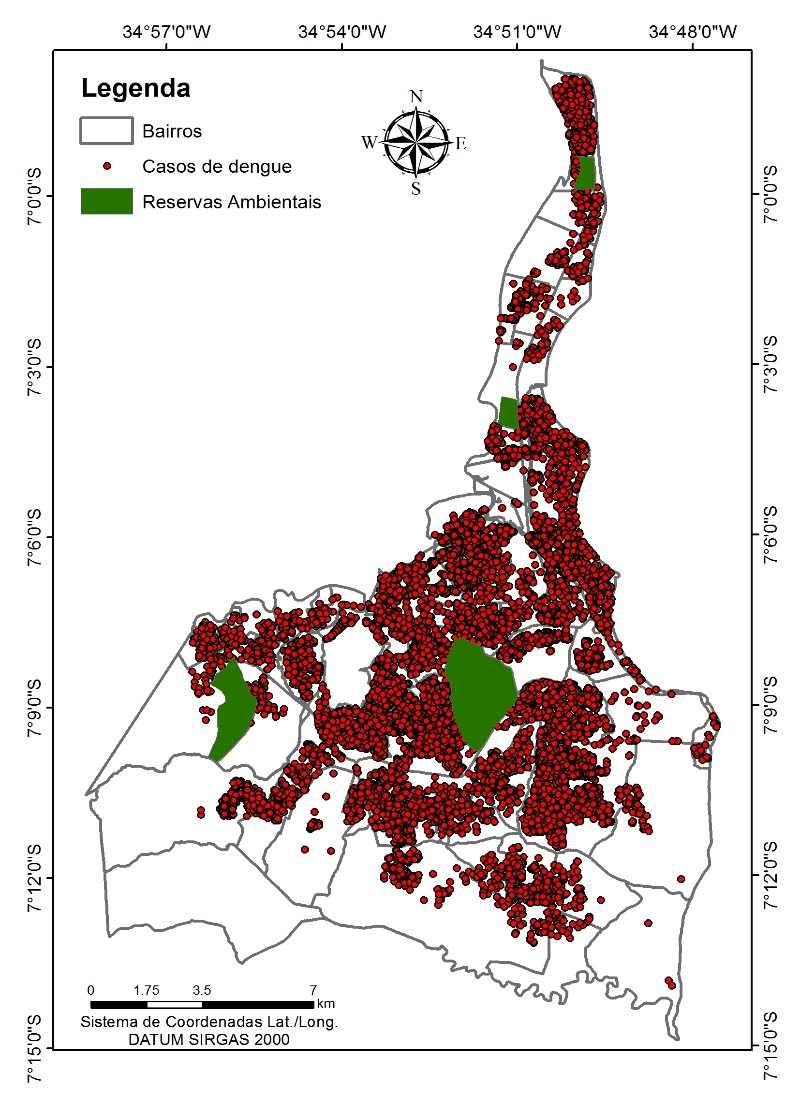 34°57'0"W 34°54'0"W 34°51'0"W 34°48'0"W
Legenda
Bairros
Casos de dengue
Reservas Ambientais
N
W E
S
7°0'0"S 7°0'0"S
7°3'0"S 7°3'0"S
7°6'0"S 7°6'0"S
7°9'0"S 7°9'0"S
7°12'0"S 7°12'0"S
7°15'0"S 7°15'0"S
0 1.75 3.5 7
km
Sistema de Coordenadas Lat./Long.
DATUM SIRGAS 2000